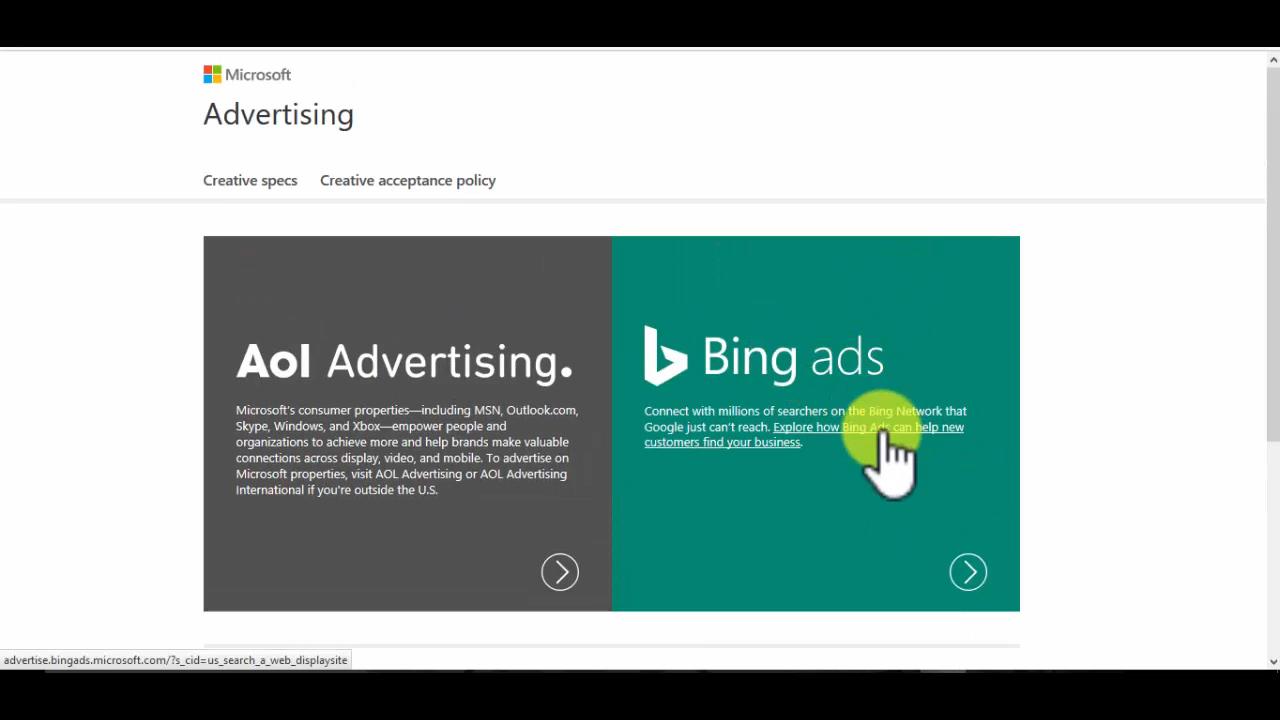 Microsoft
Advertising
Creative specs Creative acceptance policy
Aol Advertising.
Microsoft's consumer properties—including MSN, Outlook.com,
Skype, Windows, and Xbox—empower people and
organizations to achieve more and help brands make valuable
connections across display, video, and mobile. To advertise on
Microsoft properties, visit AOL Advertising or AOL Advertising
International if you're outside the U.S.
Bing ads
Connect with millions of searchers on the Bing Network that
Google just can't reach. Explore how Bing Ads can help new
customers find your business.
advertise.bingads.microsoft.com/?s_cid=us_search_a_web_displaysite